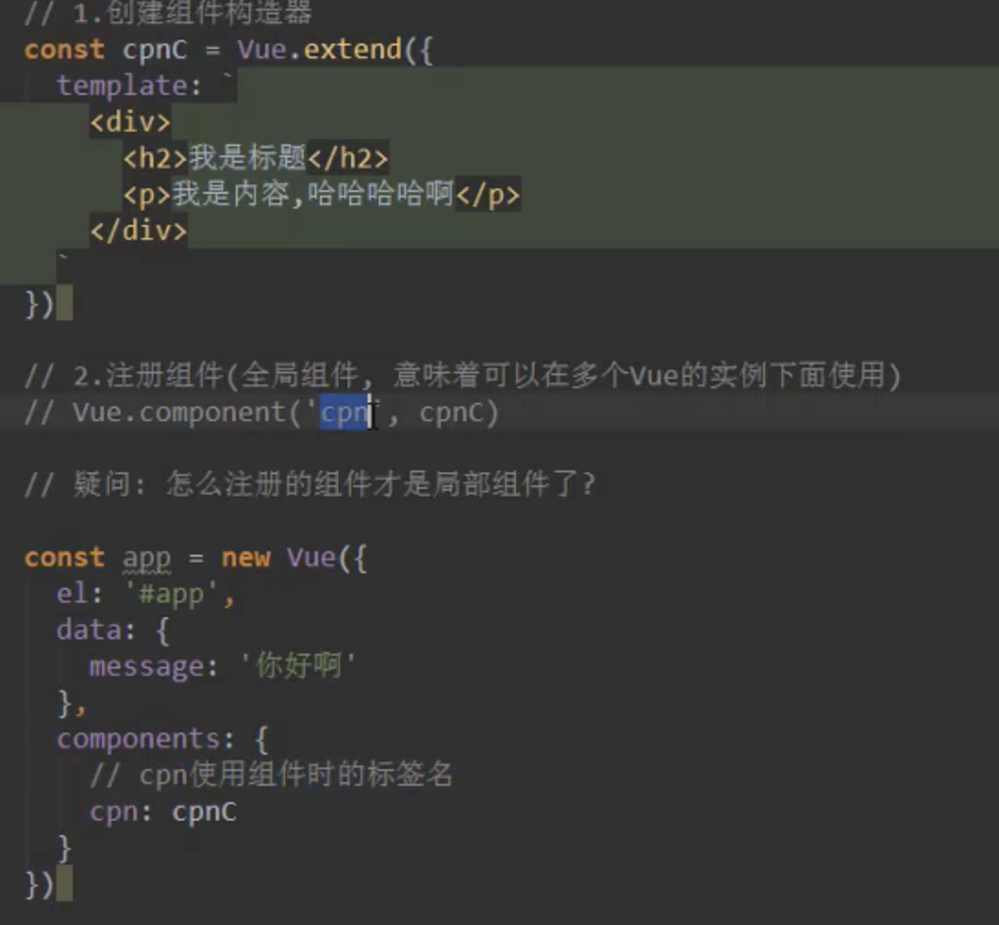 // 1.创建组件构造器
const cpnC = Vue.extend({
  template: `
    <div>
      <h2>我是标题</h2>
      <p>我是内容,哈哈哈哈啊</p>
    </div>
  `
})
// 2.注册组件(全局组件, 意味着可以在多个Vue的实例下面使用)
// Vue.component('cpn', cpnC)
// 疑问: 怎么注册的组件才是局部组件了?
const app = new Vue({
  el: '#app',
  data: {
    message: '你好啊'
  },
  components: {
    // cpn使用组件时的标签名
    cpn: cpnC
  }
})